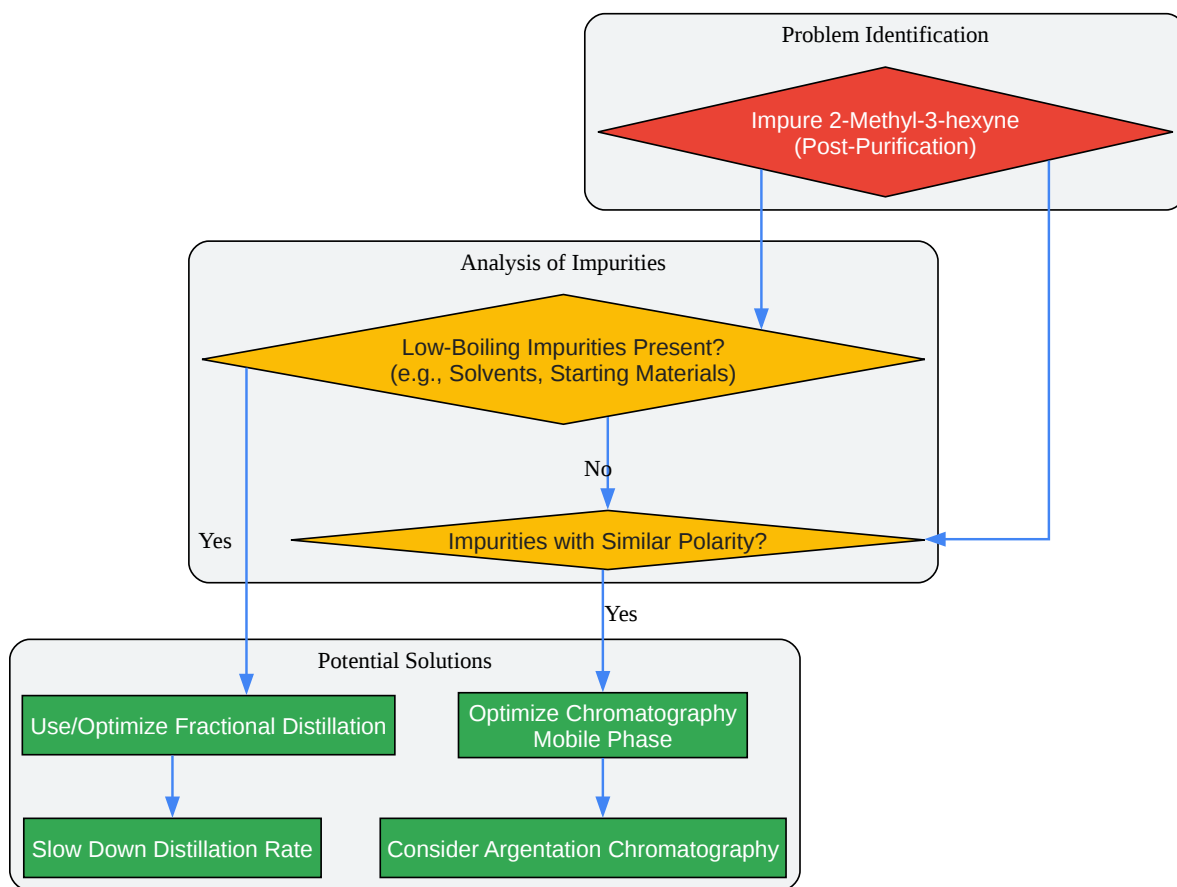 Problem Identification
Impure 2-Methyl-3-hexyne
(Post-Purification)
Analysis of Impurities
Low-Boiling Impurities Present?
(e.g., Solvents, Starting Materials)
No
Yes
Impurities with Similar Polarity?
Yes
Potential Solutions
Use/Optimize Fractional Distillation
Optimize Chromatography
Mobile Phase
Slow Down Distillation Rate
Consider Argentation Chromatography